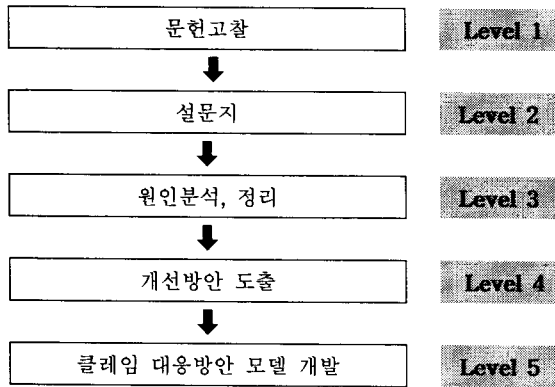 문헌고찰 Level 1
설문지 Level 2
원인분석, 정리 Level 3
개선방안 도출 Level 4
클레임 대응방안 모델 개발 Level 5